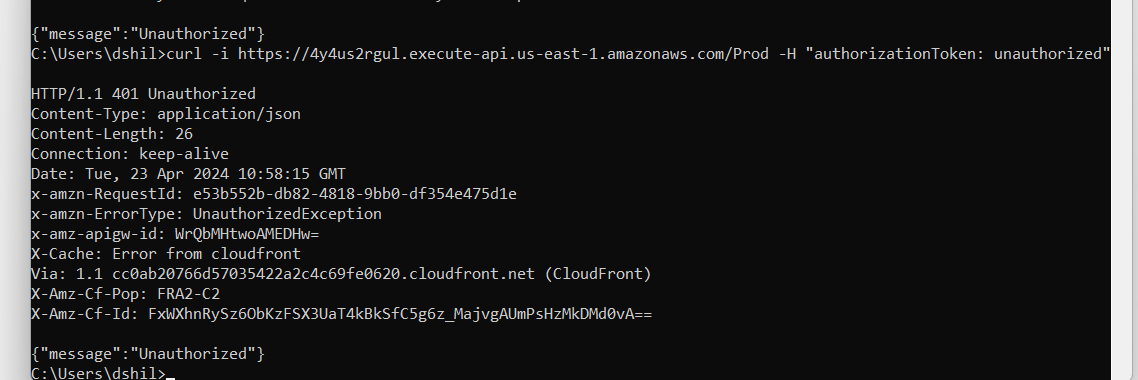 {"message":"Unauthorized"}
C:\Users\dshil>curl -i https://4y4us2rgul.execute-api.us-east-1.amazonaws.com/Prod -H "authorizationToken: unauthorized"
HTTP/1.1 401 Unauthorized
Content-Type: application/json
Content-Length: 26
Connection: keep-alive
Date: Tue, 23 Apr 2024 10:58:15 GMT
x-amzn-RequestId: e53b552b-db82-4818-9bb0-df354e475d1e
x-amzn-ErrorType: UnauthorizedException
x-amz-apigw-id: WrQbMHtwoAMEDHw=
X-Cache: Error from cloudfront
Via: 1.1 cc0ab20766d57035422a2c4c69fe0620.cloudfront.net (CloudFront)
X-Amz-Cf-Pop: FRA2-C2
X-Amz-Cf-Id: FxWXhnRySz6ObKzFSX3UaT4kBkSfC5g6z_MajvgAUmPsHzMkDMd0vA==
{"message":"Unauthorized"}
C:\Users\dshil>_